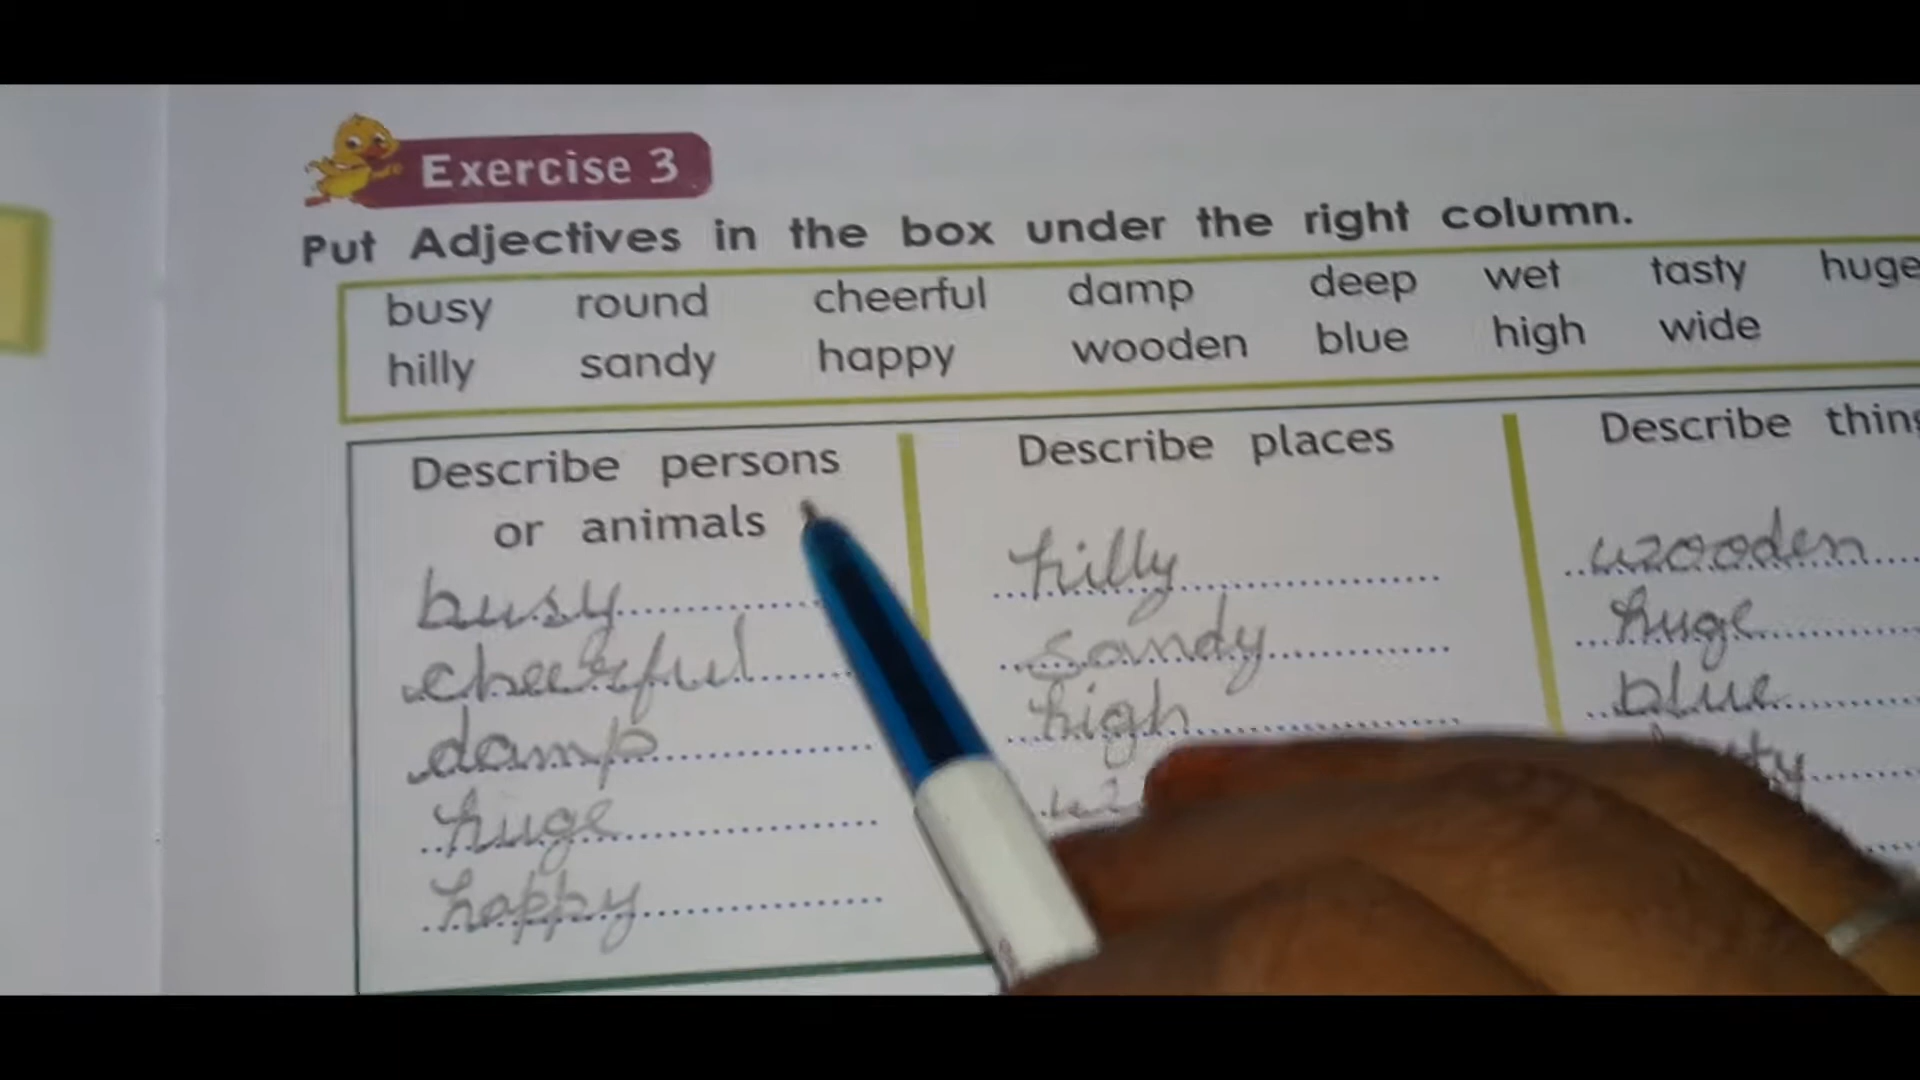 Exercise 3
Put Adjectives in the box under the right column.
busy round cheerful damp deep wet tasty huge
hilly sandy happy wooden blue high wide
Describe persons
or animals
busy
cheerful
damp
huge
happy
Describe places
hilly
sandy
high
Describe thing
wooden
huge
blue